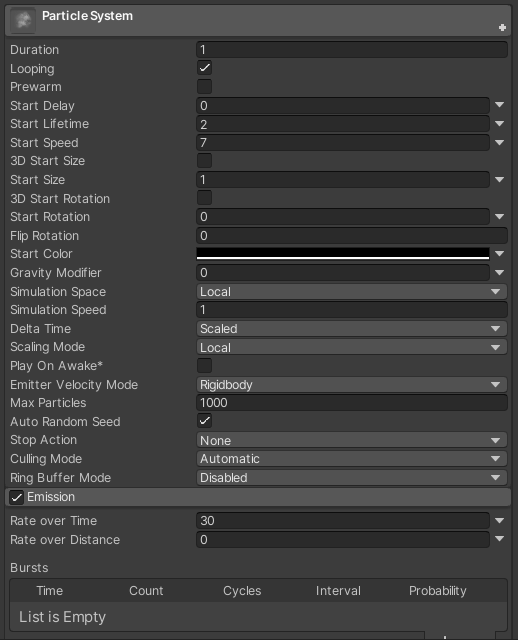 Particle System
Duration 1
Looping
Prewarm
Start Delay 0
Start Lifetime 2
Start Speed 7
3D Start Size
Start Size 1
3D Start Rotation
Start Rotation 0
Flip Rotation 0
Start Color
Gravity Modifier 0
Simulation Space Local
Simulation Speed 1
Delta Time Scaled
Scaling Mode Local
Play On Awake*
Emitter Velocity Mode Rigidbody
Max Particles 1000
Auto Random Seed
Stop Action None
Culling Mode Automatic
Ring Buffer Mode Disabled
Emission
Rate over Time 30
Rate over Distance 0
Bursts
Time Count Cycles Interval Probability
List is Empty